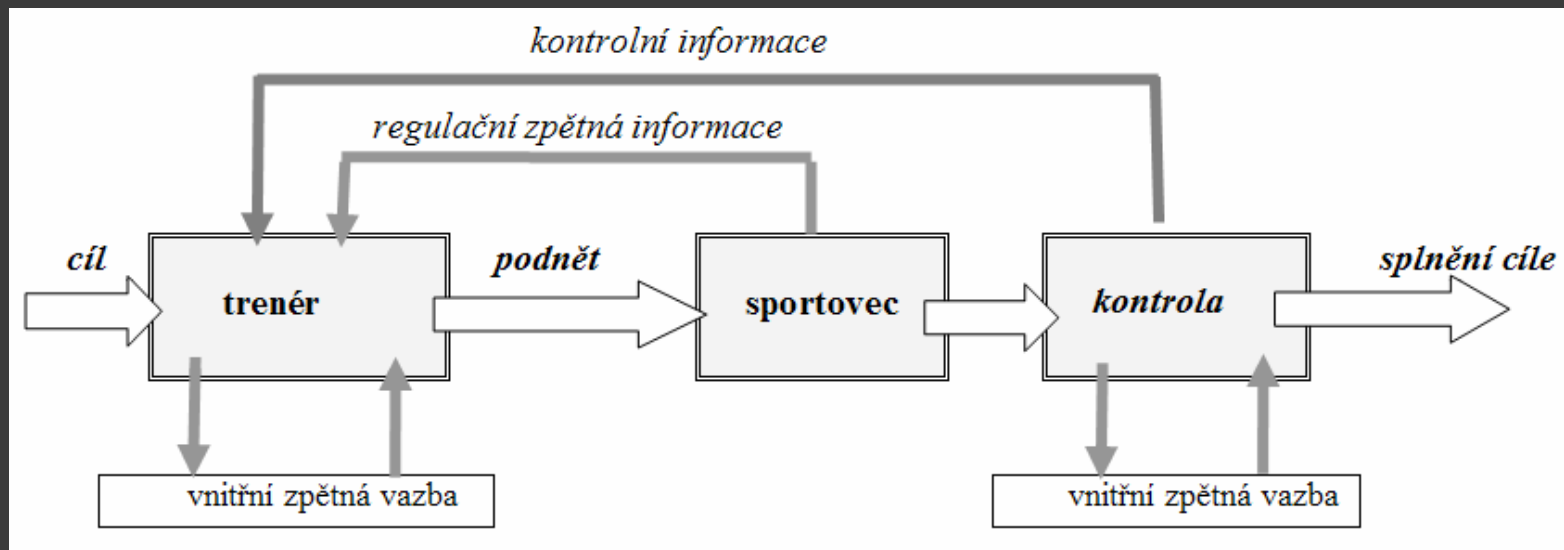 kontrolní informace
regulační zpětná informace
cíl
podnět
splnění cíle
trenér
sportovec
kontrola
vnitřní zpětná vazba
vnitřní zpětná vazba